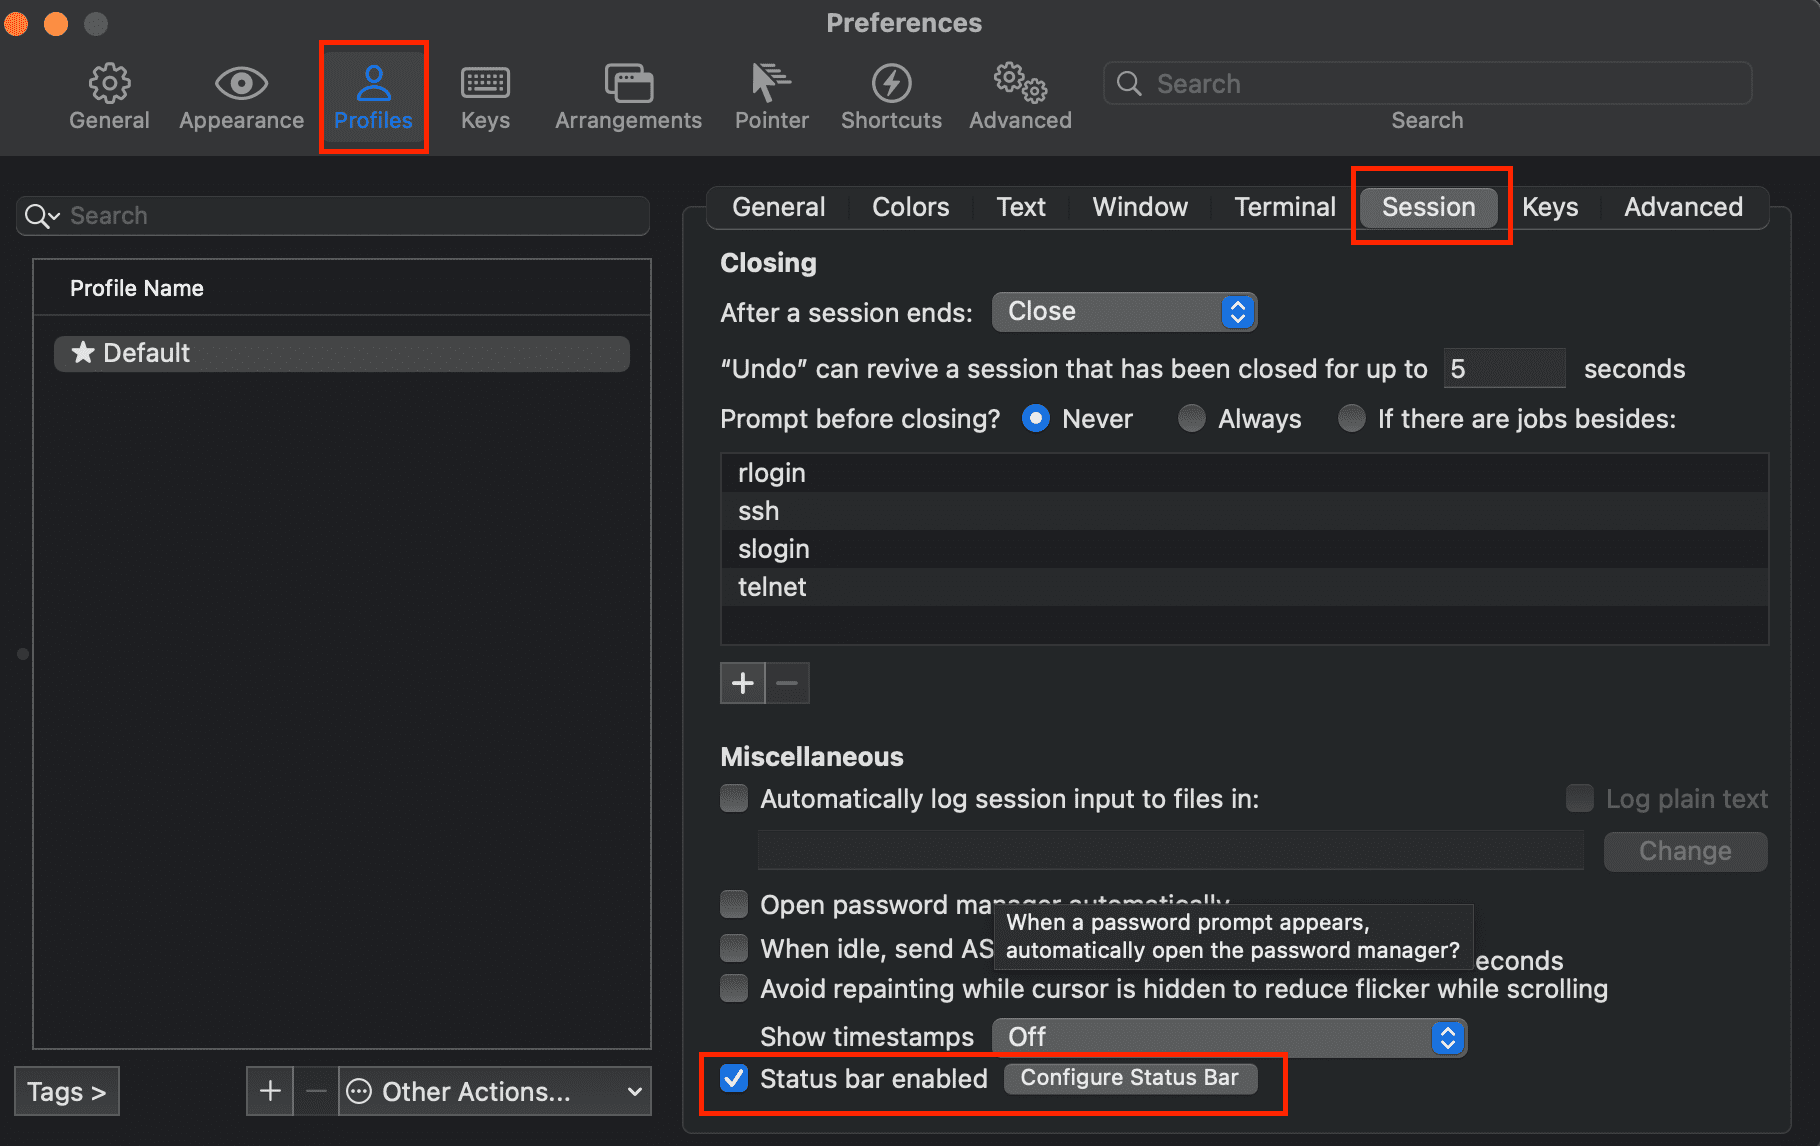 Preferences
General
Appearance
Profiles
Keys
Arrangements
Pointer
Shortcuts
Advanced
Search
Search
Search
Profile Name
Default
Tags >
Other Actions...
General
Colors
Text
Window
Terminal
Session
Keys
Advanced
Closing
After a session ends: Close
“Undo” can revive a session that has been closed for up to 5 seconds
Prompt before closing? Never Always If there are jobs besides:
rlogin
ssh
slogin
telnet
Miscellaneous
Automatically log session input to files in: Log plain text
Change
Open password manager automatically
When a password prompt appears,
automatically open the password manager?
When idle, send AS
econds
Avoid repainting while cursor is hidden to reduce flicker while scrolling
Show timestamps Off
Status bar enabled Configure Status Bar